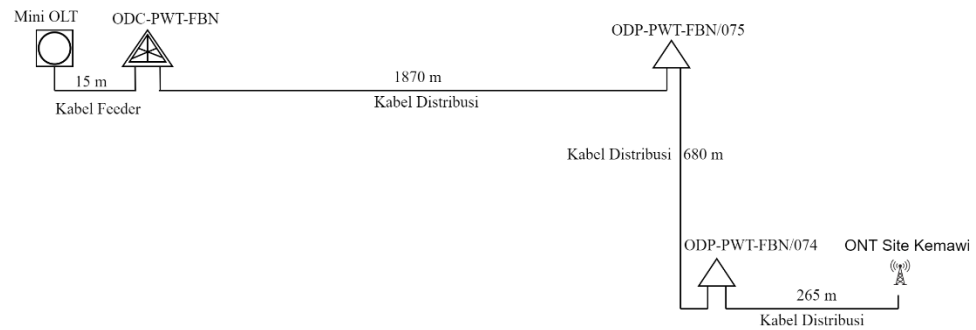 Mini OLT
ODC-PWT-FBN
ODP-PWT-FBN/075
15 m
1870 m
Kabel Feeder
Kabel Distribusi
Kabel Distribusi
680 m
ODP-PWT-FBN/074
ONT Site Kemawi
265 m
Kabel Distribusi